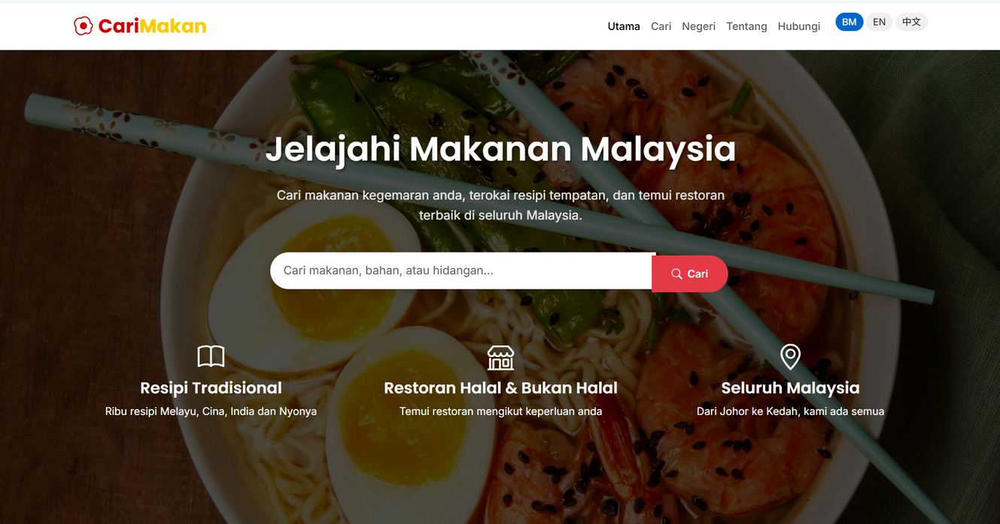 CariMakan
Utama Cari Negeri Tentang Hubungi BM EN 中文
Jelajahi Makanan Malaysia
Cari makanan kegemaran anda, terokai resipi tempatan, dan temui restoran
terbaik di seluruh Malaysia.
Cari makanan, bahan, atau hidangan...
Cari
Resipi Tradisional
Ribu resipi Melayu, Cina, India dan Nyonya
Restoran Halal & Bukan Halal
Temui restoran mengikut keperluan anda
Seluruh Malaysia
Dari Johor ke Kedah, kami ada semua